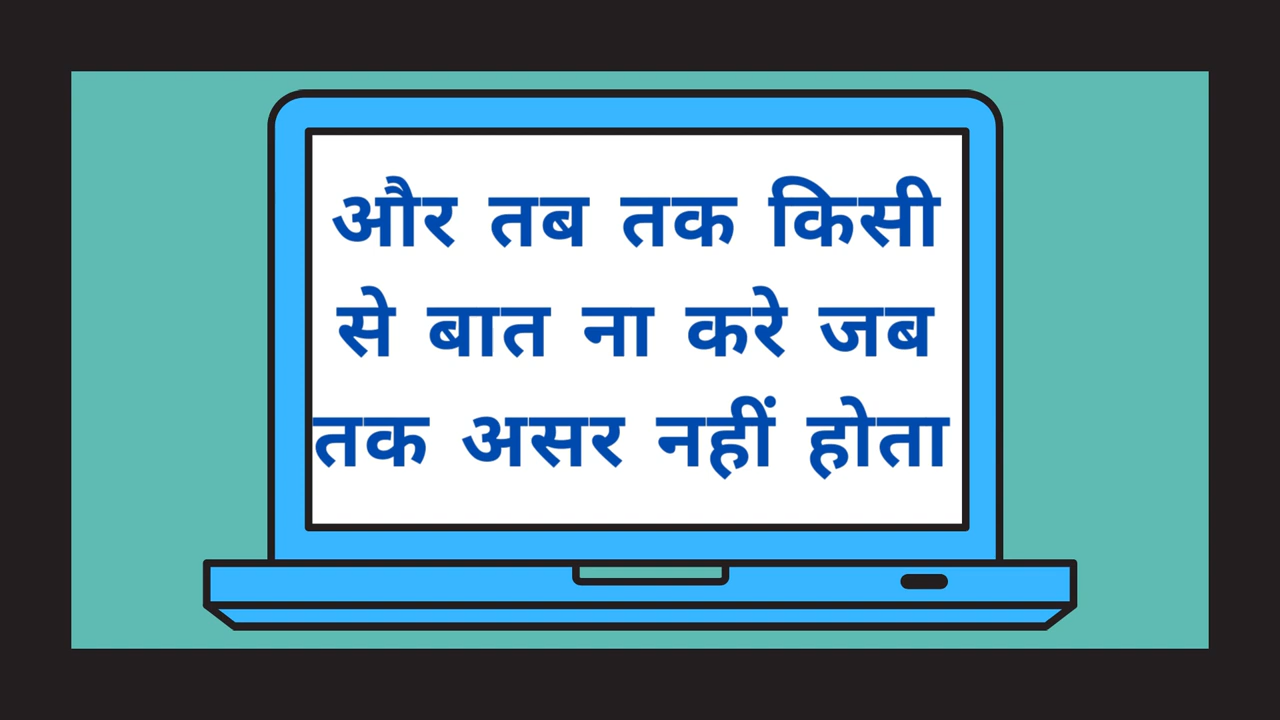 और तब तक किसी
से बात ना करे जब
तक असर नहीं होता